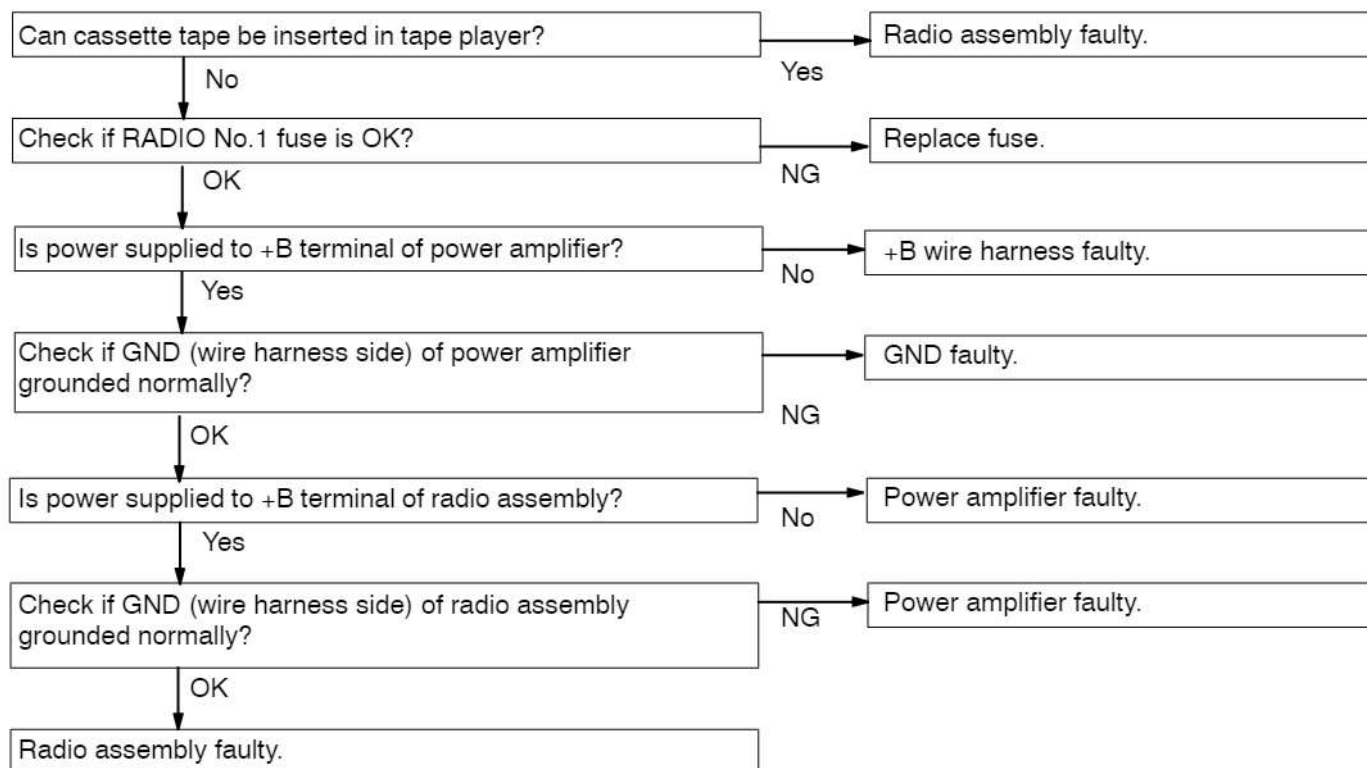 Can cassette tape be inserted in tape player?
Radio assembly faulty.
Yes
No
Check if RADIO No.1 fuse is OK?
Replace fuse.
NG
OK
Is power supplied to +B terminal of power amplifier?
+B wire harness faulty.
No
Yes
Check if GND (wire harness side) of power amplifier
grounded normally?
GND faulty.
NG
OK
Is power supplied to +B terminal of radio assembly?
Power amplifier faulty.
No
Yes
Check if GND (wire harness side) of radio assembly
grounded normally?
Power amplifier faulty.
NG
OK
Radio assembly faulty.